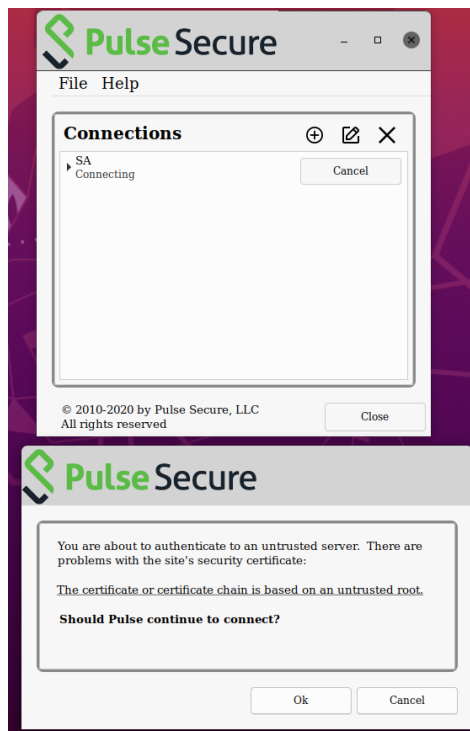 Pulse Secure
File Help
Connections
SA
Connecting
Cancel
© 2010-2020 by Pulse Secure, LLC
All rights reserved
Close
Pulse Secure
You are about to authenticate to an untrusted server. There are
problems with the site's security certificate:
The certificate or certificate chain is based on an untrusted root.
Should Pulse continue to connect?
Ok
Cancel